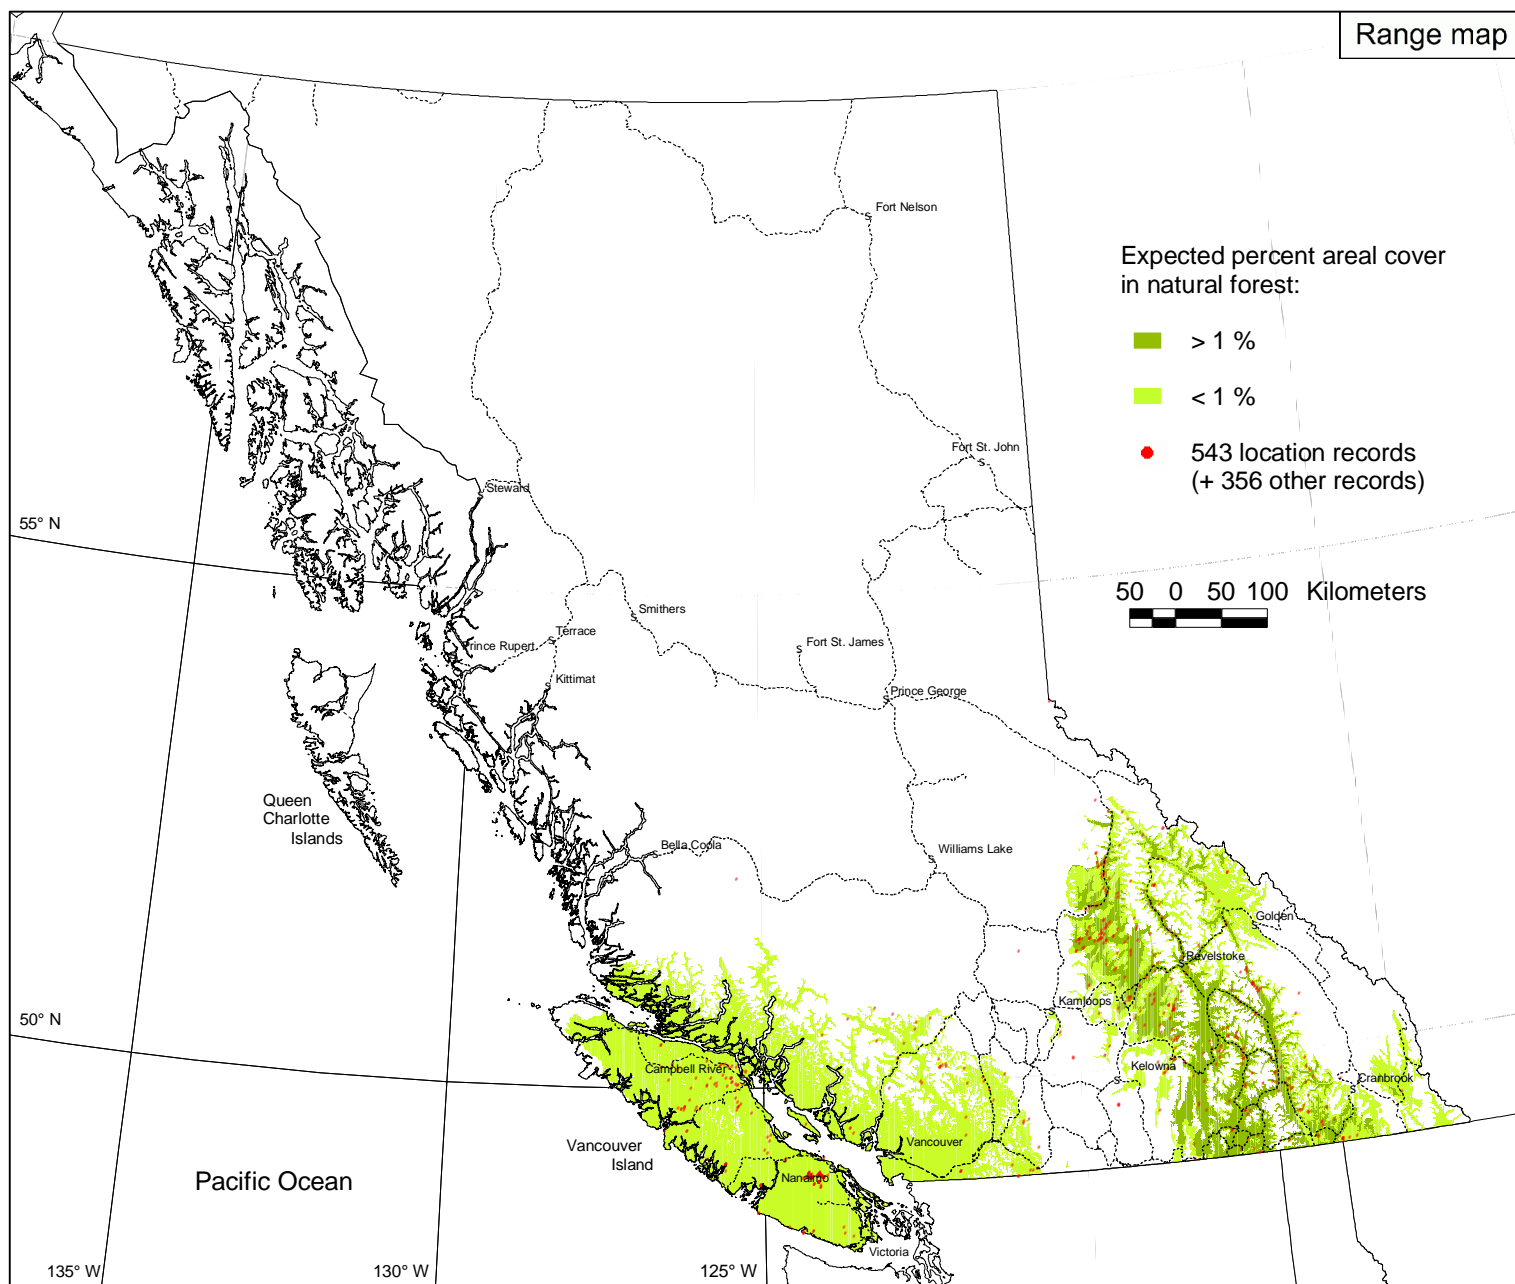 Range map
Fort Nelson
Expected percent areal cover
in natural forest:
> 1 %
< 1 %
543 location records
(+ 356 other records)
Fort St. John
Steward
55° N
50 0 50 100 Kilometers
Smithers
Terrace
Prince Rupert
Fort St. James
Kittimat
Prince George
Queen
Charlotte
Islands
Bella Coola
Williams Lake
Golden
Revelstoke
Kamloops
50° N
Campbell River
Kelowna
Cranbrook
Vancouver
Vancouver
Island
Nanaimo
Pacific Ocean
Victoria
135° W
130° W
125° W